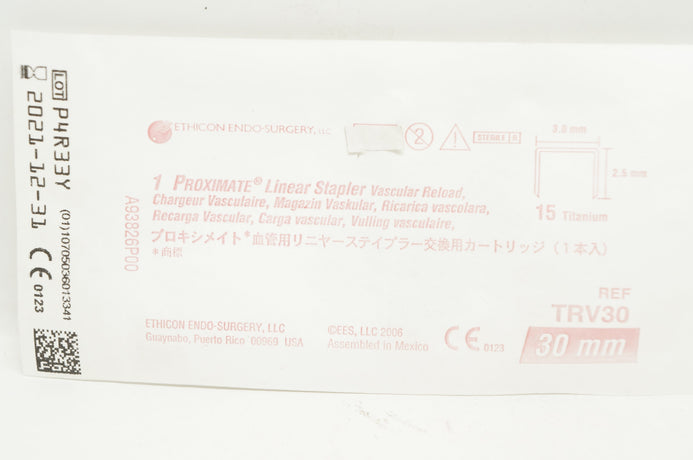 LOT P4R33Y
2021-12-31
(01)10705036013341
CE 0123
ETHICON ENDO-SURGERY, LLC
STERILE R
3.0 mm
2.5 mm
15 Titanium
1 PROXIMATE® Linear Stapler Vascular Reload,
Chargeur Vasculaire, Magazin Vaskular, Ricarica vascolara,
Recarga Vascular, Carga vascular, Vulling vasculaire,
プロキシメイト*血管用リニヤーステイプラー交換用カートリッジ（1本入）
*商標
A93826P00
REF
TRV30
30 mm
ETHICON ENDO-SURGERY, LLC
Guaynabo, Puerto Rico 00969 USA
©EES, LLC 2006
Assembled in Mexico
CE 0123